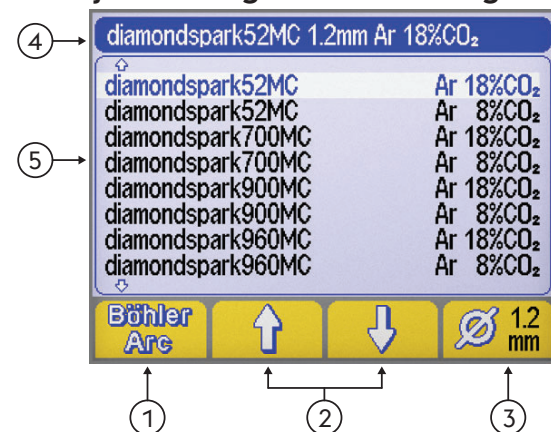 4 diamondspark52MC 1.2mm Ar 18%CO₂
diamondspark52MC Ar 18%CO₂
diamondspark52MC Ar 8%CO₂
diamondspark700MC Ar 18%CO₂
5 diamondspark700MC Ar 8%CO₂
diamondspark900MC Ar 18%CO₂
diamondspark900MC Ar 8%CO₂
diamondspark960MC Ar 18%CO₂
diamondspark960MC Ar 8%CO₂
Böhler Ø 1.2
Arc mm
1 2 3